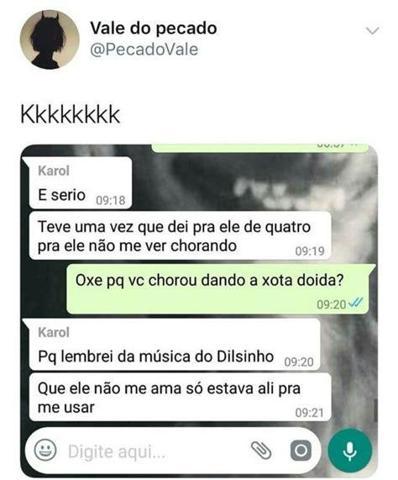 Vale do pecado
@PecadoVale
Kkkkkkkk
Karol
E serio 09:18
Teve uma vez que dei pra ele de quatro
pra ele não me ver chorando
09:19
Oxe pq vc chorou dando a xota doida?
09:20
Karol
Pq lembrei da música do Dilsinho 09:20
Que ele não me ama só estava ali pra
me usar
09:21
Digite aqui...